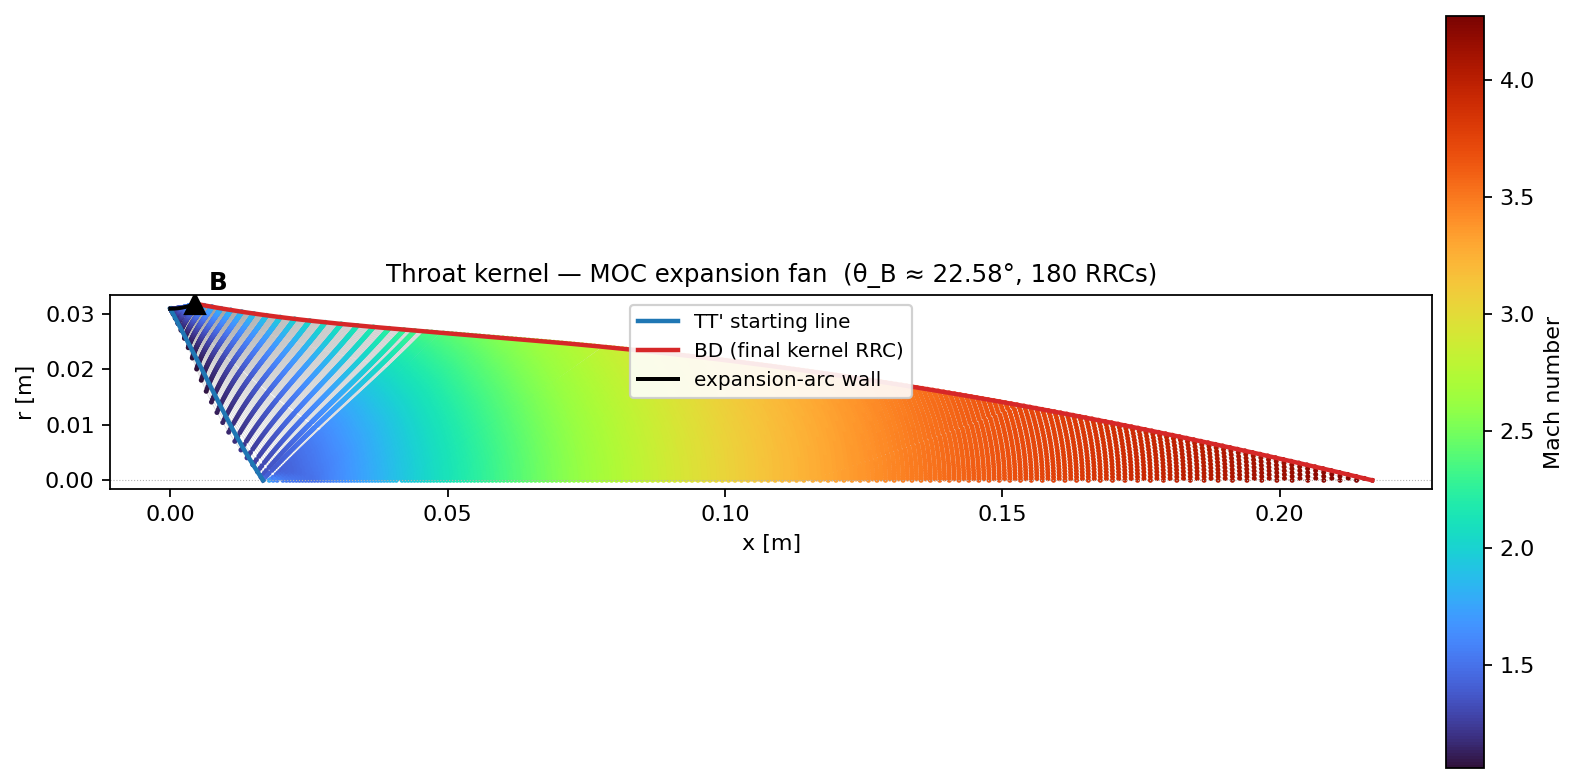 Throat kernel — MOC expansion fan  (θ_B ≈ 22.58°, 180 RRCs)
B
TT' starting line
BD (final kernel RRC)
expansion-arc wall
0.03
0.02
0.01
0.00
r [m]
0.00
0.05
0.10
0.15
0.20
x [m]
4.0
3.5
3.0
2.5
2.0
1.5
Mach number